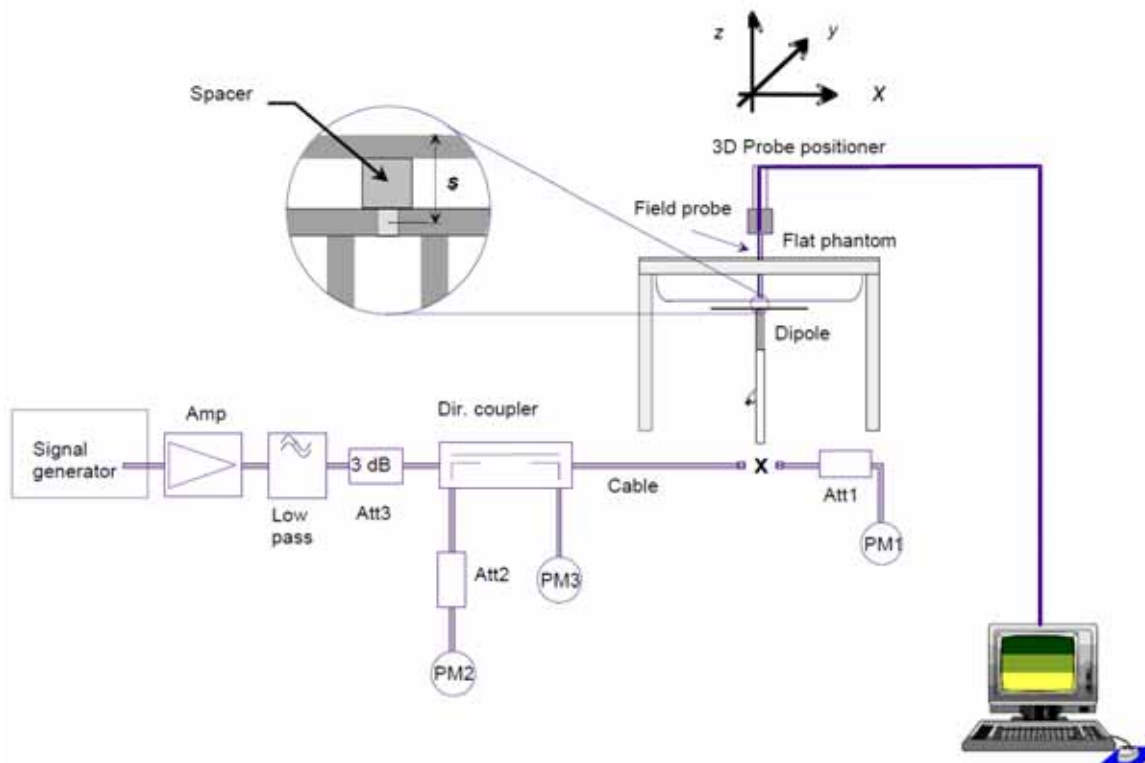 z
y
X
Spacer
s
3D Probe positioner
Field probe
Flat phantom
Dipole
Dir. coupler
Amp
Signal
generator
3 dB
Cable
X
Att1
Low
pass
Att3
PM1
Att2
PM3
PM2